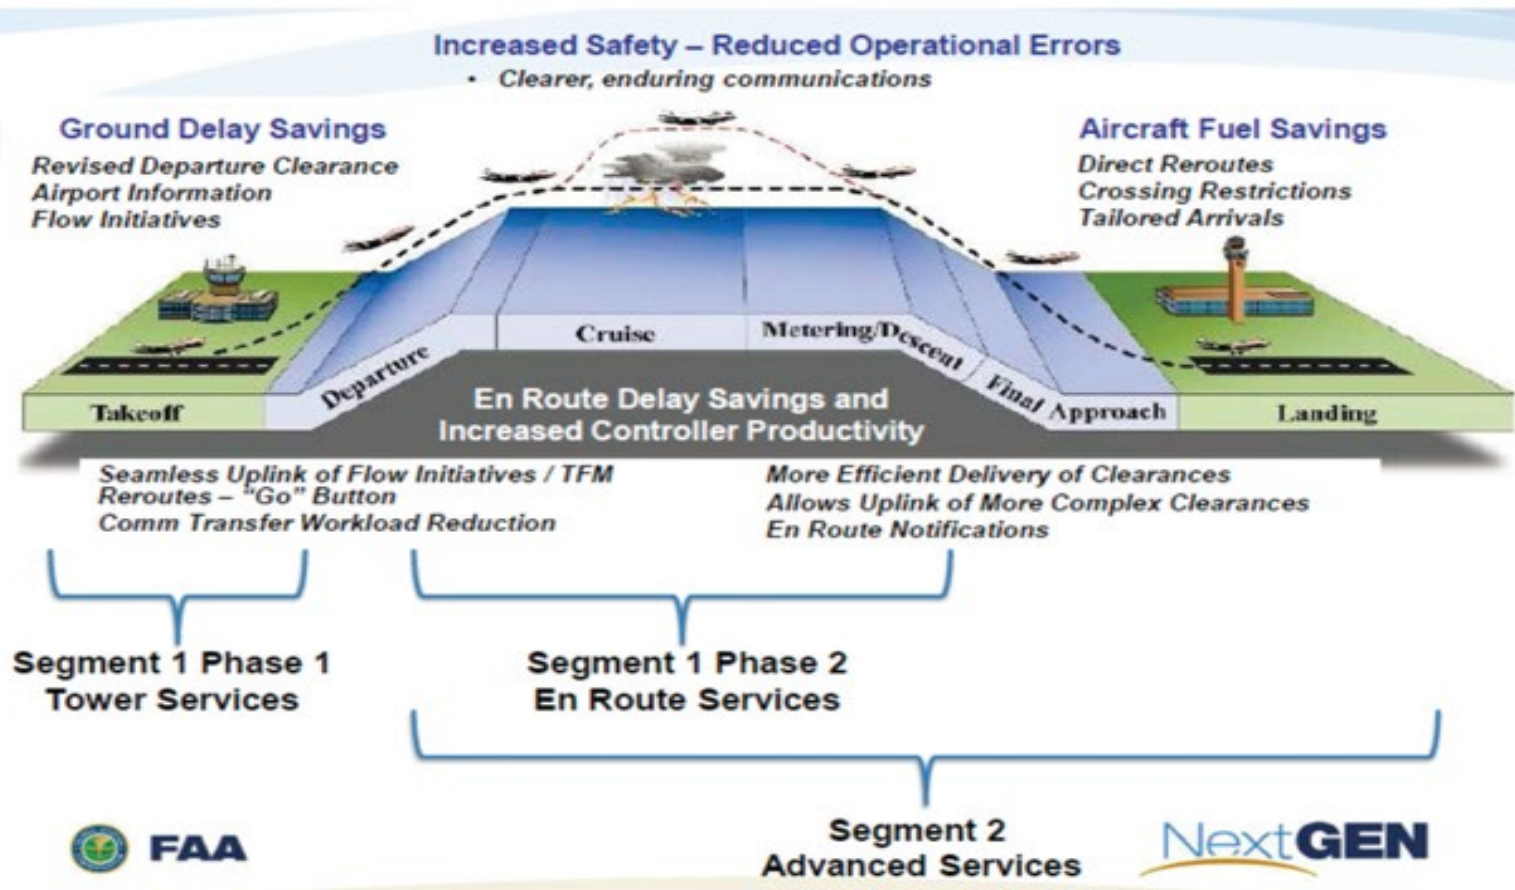 Increased Safety – Reduced Operational Errors
• Clearer, enduring communications
Ground Delay Savings
Revised Departure Clearance
Airport Information
Flow Initiatives
Aircraft Fuel Savings
Direct Reroutes
Crossing Restrictions
Tailored Arrivals
Takeoff
Departure
Cruise
Metering/Descent
Final Approach
Landing
En Route Delay Savings and
Increased Controller Productivity
Seamless Uplink of Flow Initiatives / TFM
Reroutes – "Go" Button
Comm Transfer Workload Reduction
More Efficient Delivery of Clearances
Allows Uplink of More Complex Clearances
En Route Notifications
Segment 1 Phase 1
Tower Services
Segment 1 Phase 2
En Route Services
Segment 2
Advanced Services
FAA
NextGEN